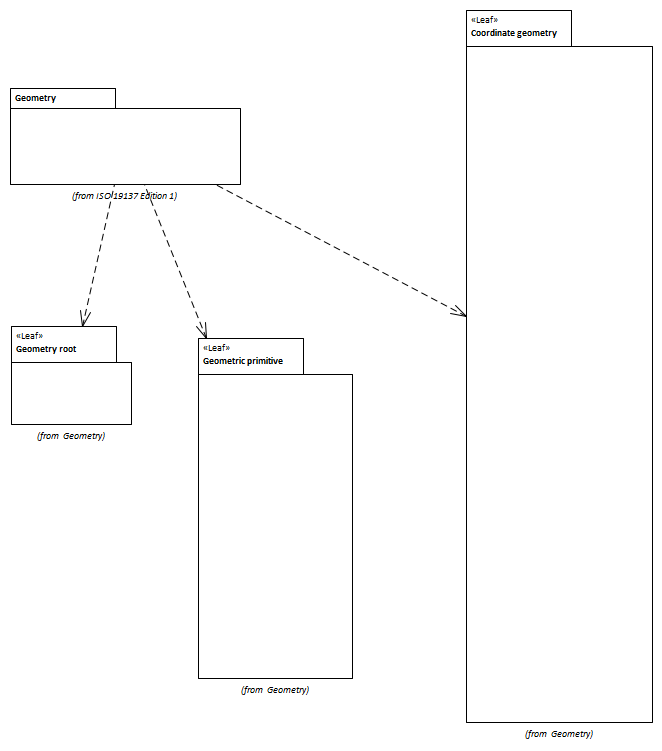 «Leaf»
Coordinate geometry
Geometry
(from ISO 19137 Edition 1)
«Leaf»
Geometry root
(from Geometry)
«Leaf»
Geometric primitive
(from Geometry)
(from Geometry)